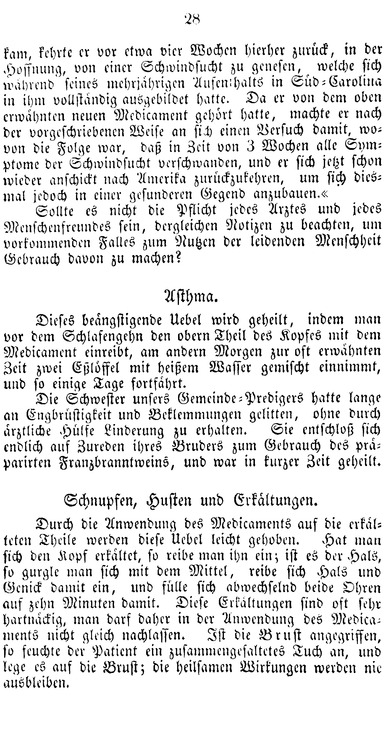 28
kam, kehrte er vor etwa vier Wochen hierher zurück, in der
Hoffnung, von einer Schwindsucht zu genesen, welche sich
während seines mehrjährigen Aufenthalts in Süd-Carolina
in ihm vollständig ausgebildet hatte. Da er von dem oben
erwähnten neuen Medicament gehört hatte, machte er nach
der vorgeschriebenen Weise an sich einen Versuch damit, wo-
von die Folge war, daß in Zeit von 3 Wochen alle Sym-
ptome der Schwindsucht verschwanden, und er sich jetzt schon
wieder anschickt nach Amerika zurückzukehren, um sich dies-
mal jedoch in einer gesunderen Gegend anzubauen.«
Sollte es nicht die Pflicht jedes Arztes und jedes
Menschenfreundes sein, dergleichen Notizen zu beachten, um
vorkommenden Falles zum Nutzen der leidenden Menschheit
Gebrauch davon zu machen?
Asthma.
Dieses beängstigende Uebel wird geheilt, indem man
vor dem Schlafengehn den obern Theil des Kopfes mit dem
Medicament einreibt, am andern Morgen zur oft erwähnten
Zeit zwei Eßlöffel mit heißem Wasser gemischt einnimmt,
und so einige Tage fortfährt.
Die Schwester unsers Gemeinde-Predigers hatte lange
an Engbrüstigkeit und Beklemmungen gelitten, ohne durch
ärztliche Hülfe Linderung zu erhalten. Sie entschloß sich
endlich auf Zureden ihres Bruders zum Gebrauch des prä-
parirten Franzbranntweins, und war in kurzer Zeit geheilt.
Schnupfen, Husten und Erkältungen.
Durch die Anwendung des Medicaments auf die erkäl-
teten Theile werden diese Uebel leicht gehoben. Hat man
sich den Kopf erkältet, so reibe man ihn ein; ist es der Hals,
so gurgle man sich mit dem Mittel, reibe sich Hals und
Genick damit ein, und fülle sich abwechselnd beide Ohren
auf zehn Minuten damit. Diese Erkältungen sind oft sehr
hartnäckig, man darf daher in der Anwendung des Medica-
ments nicht gleich nachlassen. Ist die Brust angegriffen,
so feuchte der Patient ein zusammengefaltetes Tuch an, und
lege es auf die Brust; die heilsamen Wirkungen werden nie
ausbleiben.